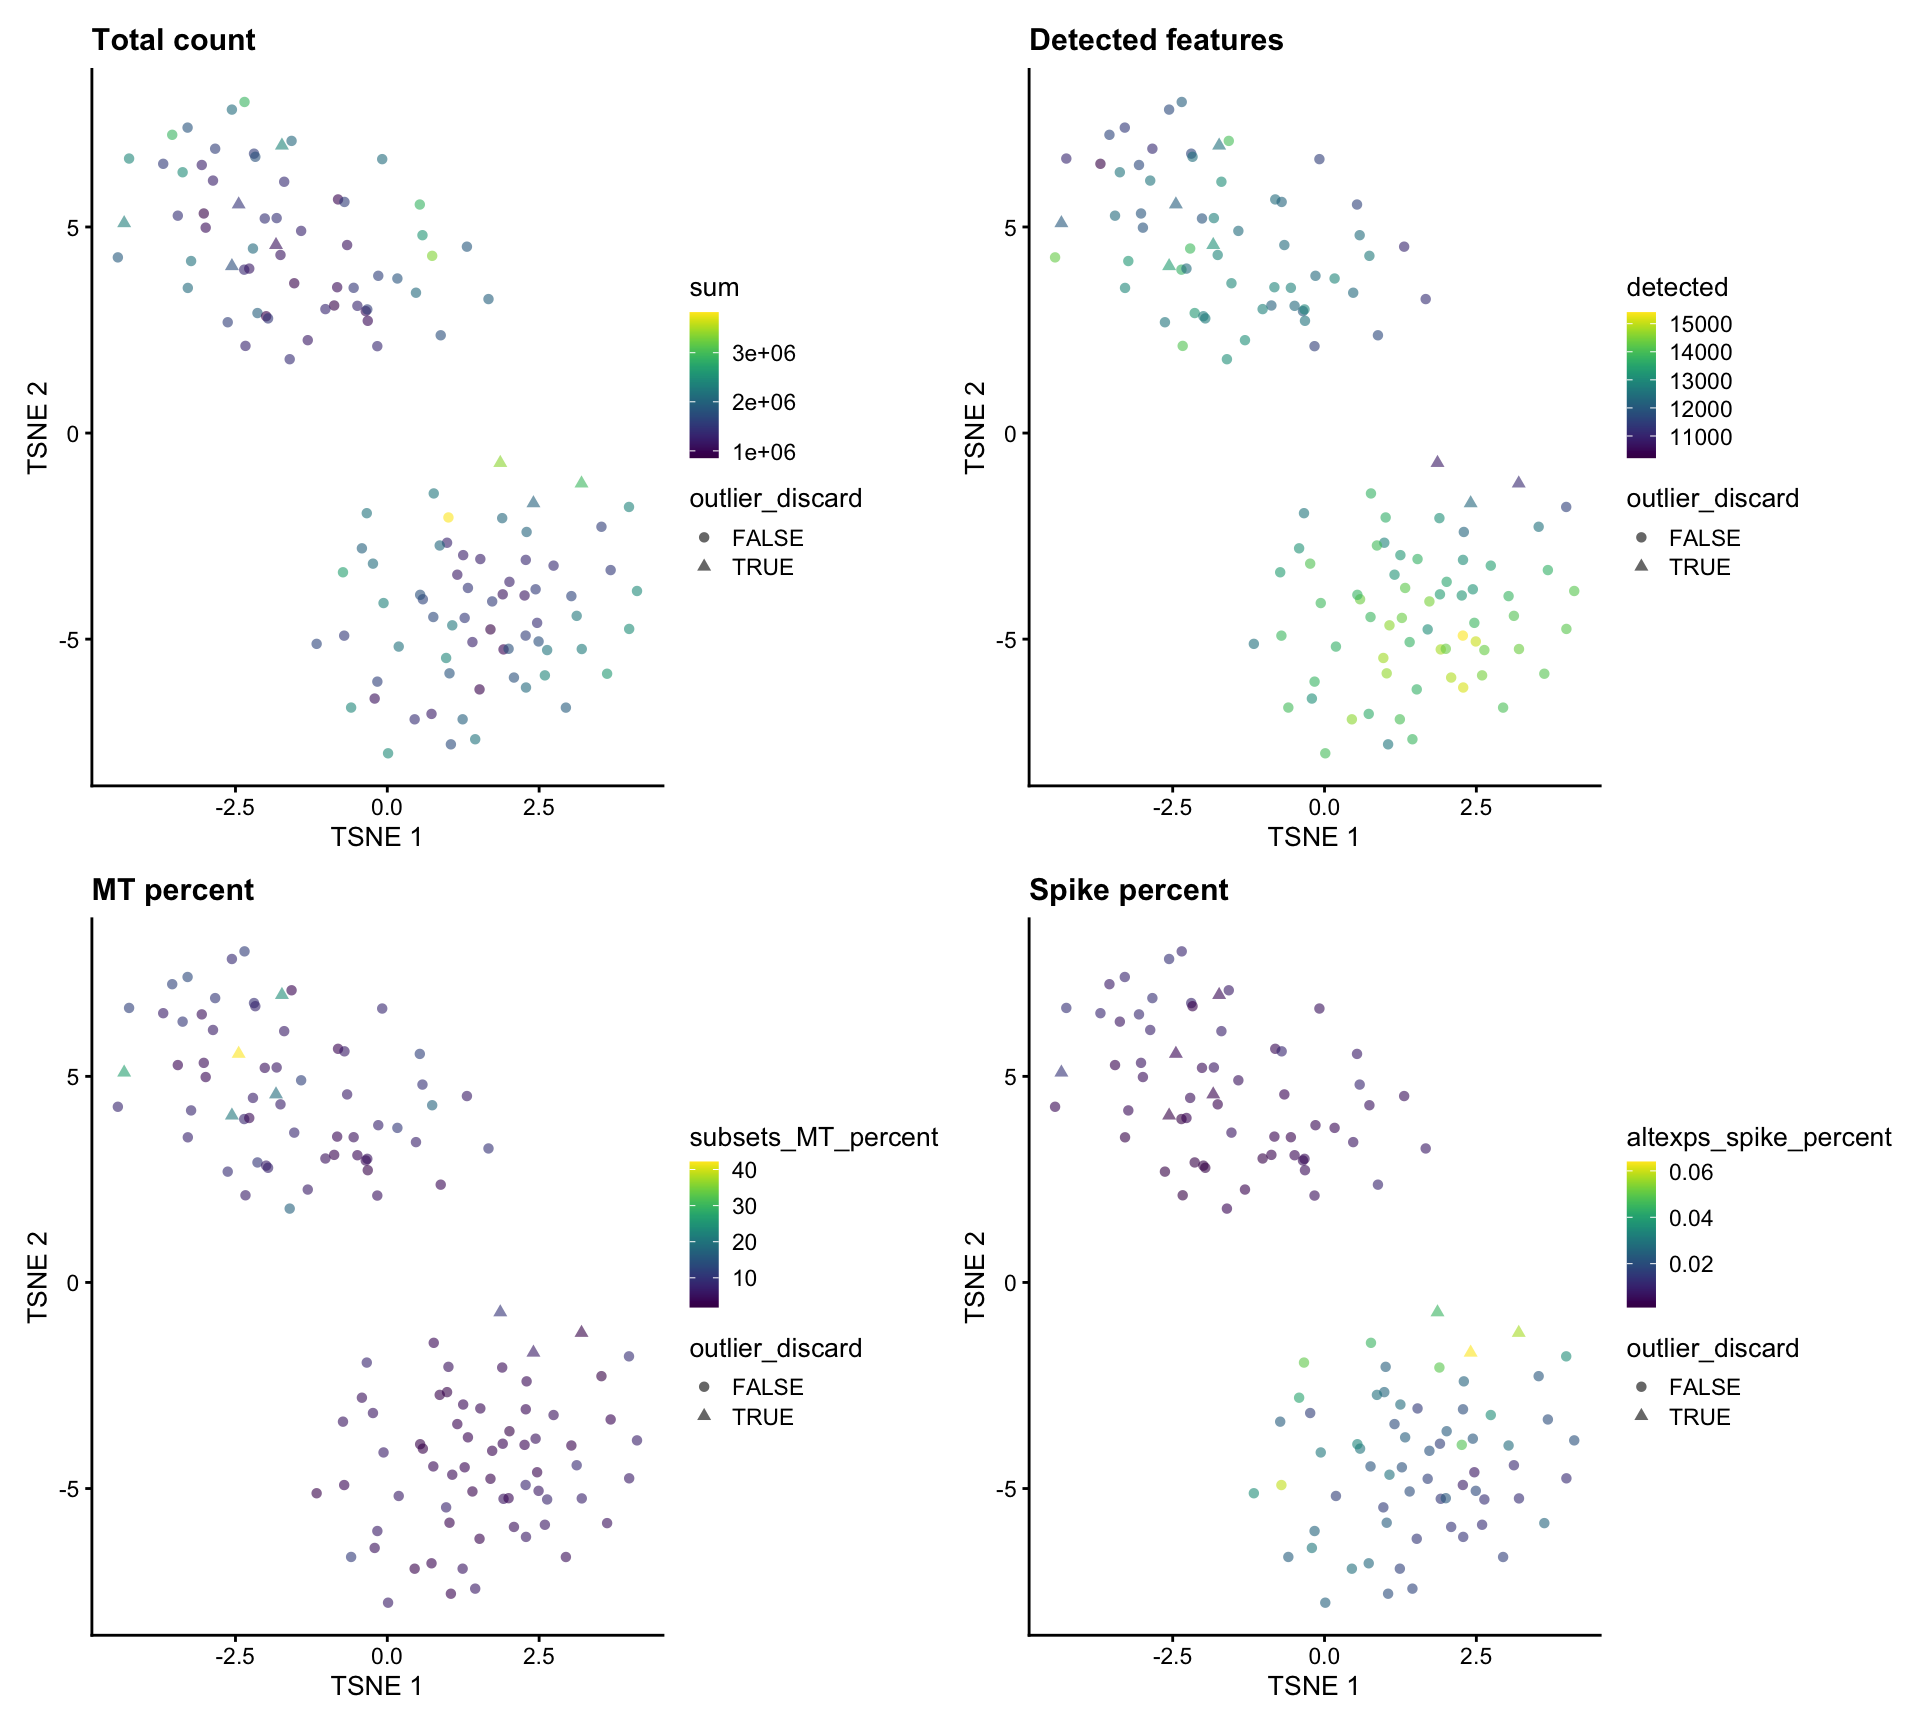 Total count
5
0
-5
TSNE 2
-2.5 0.0 2.5
TSNE 1
sum
3e+06
2e+06
1e+06
outlier_discard
FALSE
TRUE
Detected features
5
0
-5
TSNE 2
-2.5 0.0 2.5
TSNE 1
detected
15000
14000
13000
12000
11000
outlier_discard
FALSE
TRUE
MT percent
5
0
-5
TSNE 2
-2.5 0.0 2.5
TSNE 1
subsets_MT_percent
40
30
20
10
outlier_discard
FALSE
TRUE
Spike percent
5
0
-5
TSNE 2
-2.5 0.0 2.5
TSNE 1
altexps_spike_percent
0.06
0.04
0.02
outlier_discard
FALSE
TRUE